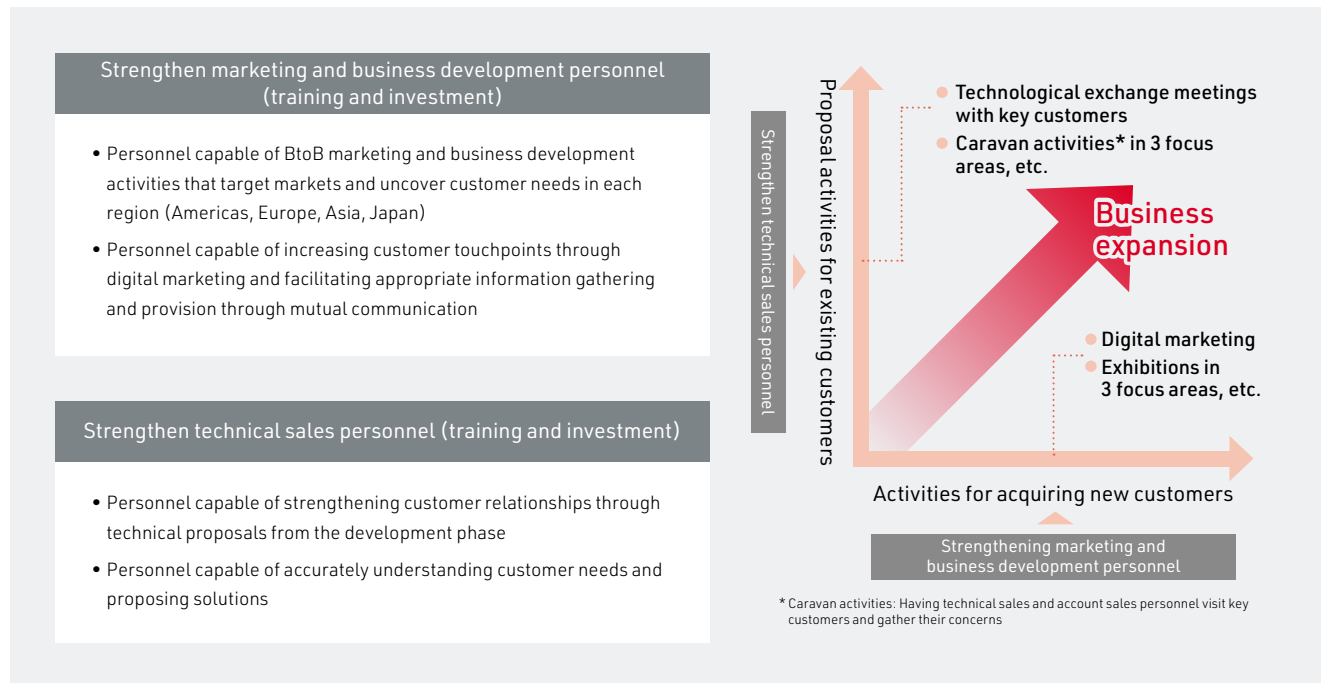 Strengthen marketing and business development personnel
(training and investment)
• Personnel capable of BtoB marketing and business development
activities that target markets and uncover customer needs in each
region (Americas, Europe, Asia, Japan)
• Personnel capable of increasing customer touchpoints through
digital marketing and facilitating appropriate information gathering
and provision through mutual communication
Strengthen technical sales personnel (training and investment)
• Personnel capable of strengthening customer relationships through
technical proposals from the development phase
• Personnel capable of accurately understanding customer needs and
proposing solutions
Strengthen technical sales personnel
Proposal activities for existing customers
● Technological exchange meetings
with key customers
● Caravan activities* in 3 focus
areas, etc.
Business
expansion
● Digital marketing
● Exhibitions in
3 focus areas, etc.
Activities for acquiring new customers
Strengthening marketing and
business development personnel
* Caravan activities: Having technical sales and account sales personnel visit key
customers and gather their concerns